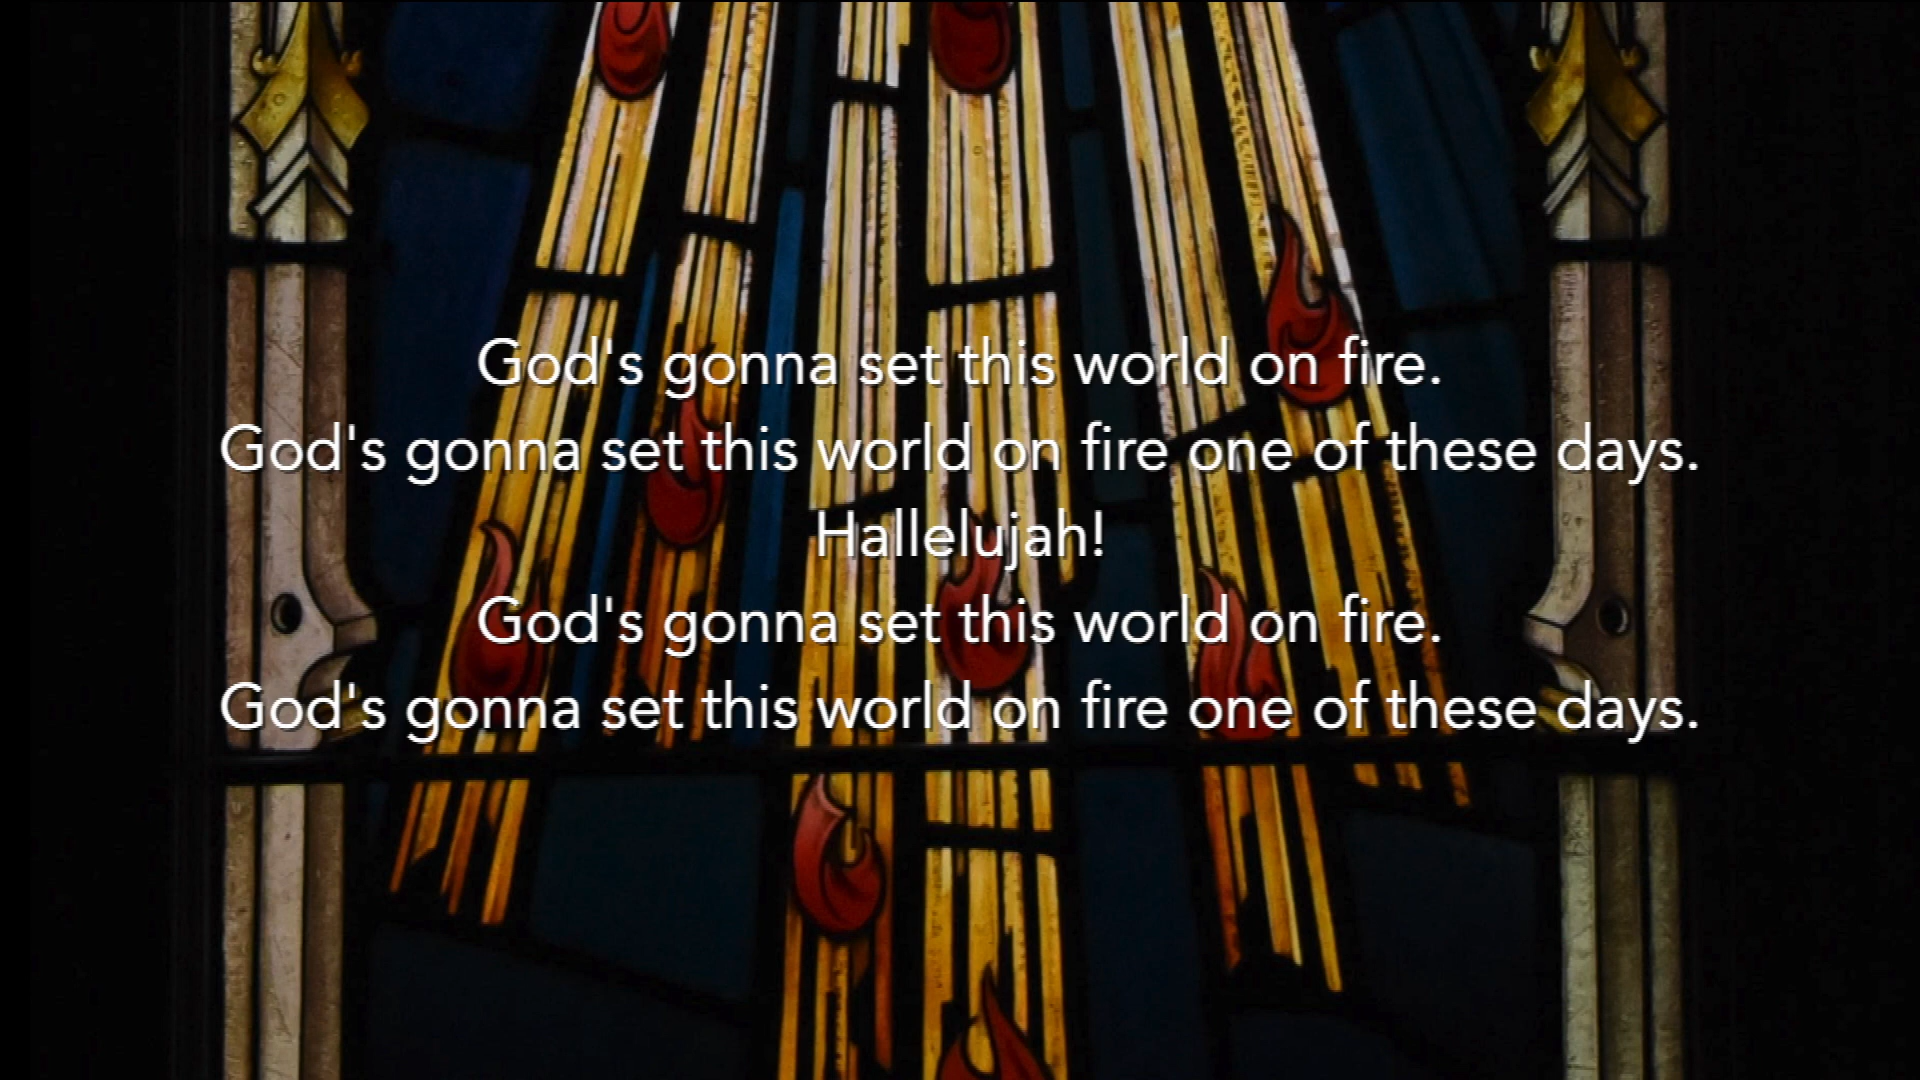 God's gonna set this world on fire.
God's gonna set this world on fire one of these days.
Hallelujah!
God's gonna set this world on fire.
God's gonna set this world on fire one of these days.